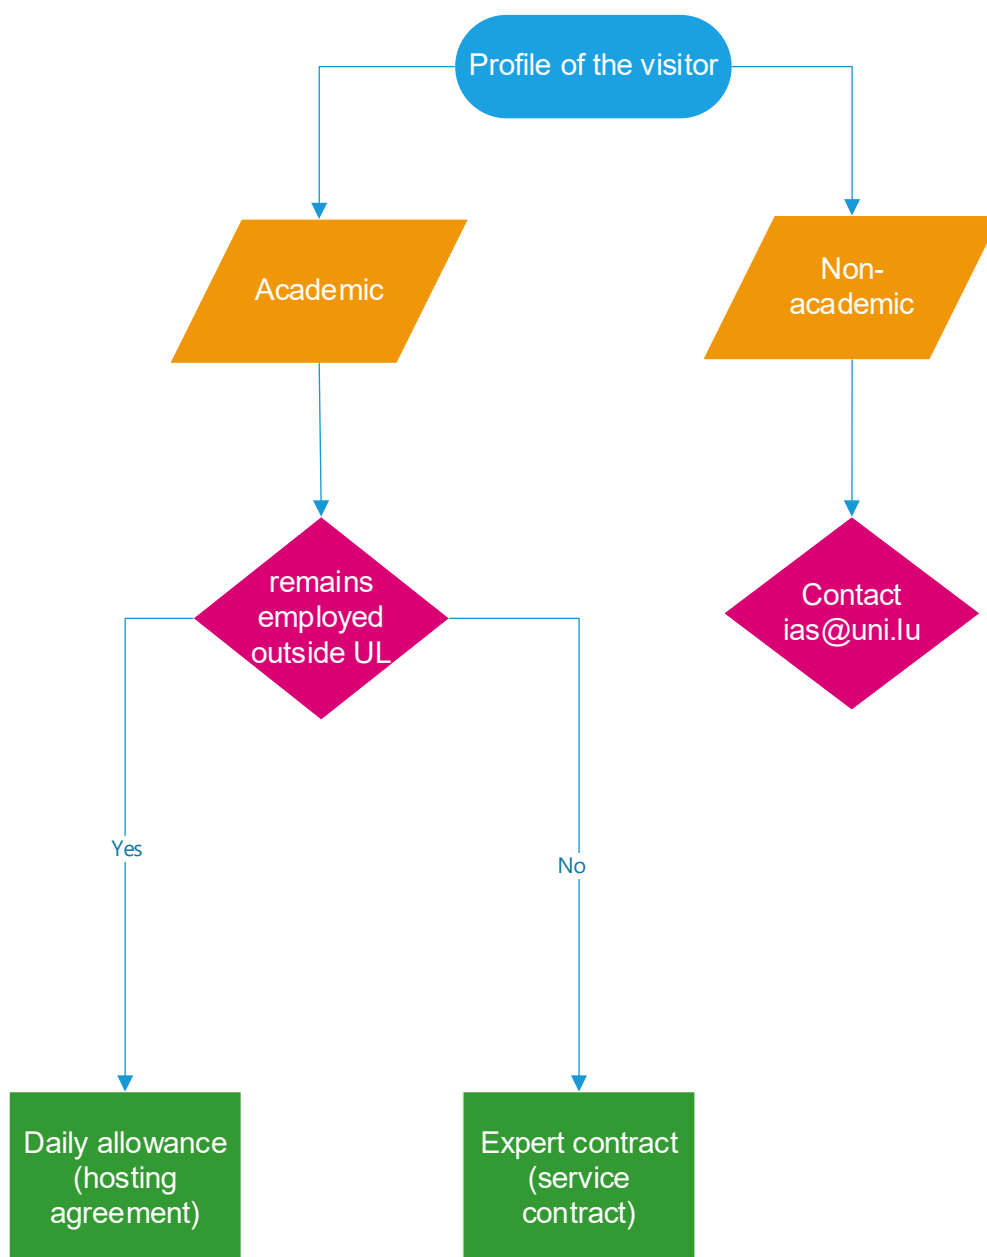 Profile of the visitor
Academic
Non-
academic
remains
employed
outside UL
Contact
ias@uni.lu
Yes
No
Daily allowance
(hosting
agreement)
Expert contract
(service
contract)